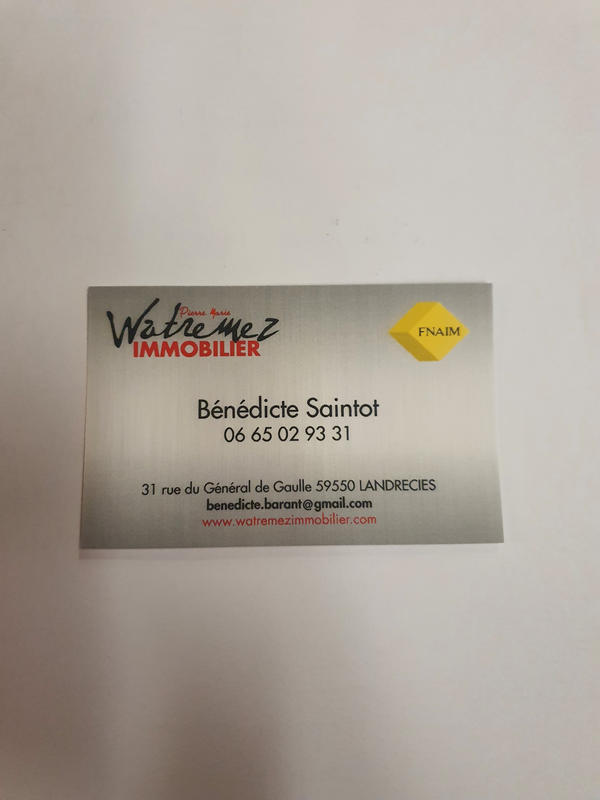 Pierre Marie
Watremez
IMMOBILIER
FNAIM
Bénédicte Saintot
06 65 02 93 31
31 rue du Général de Gaulle 59550 LANDRECIES
benedicte.barant@gmail.com
www.watremezimmobilier.com